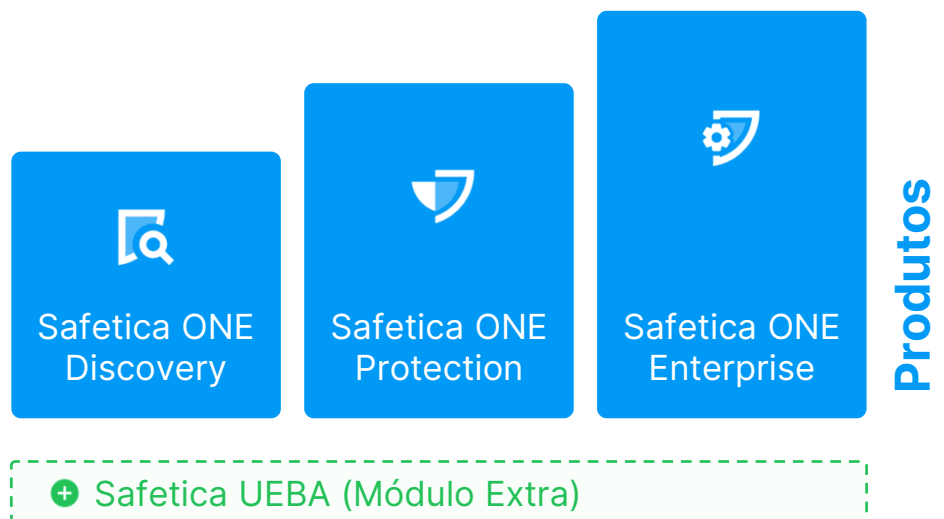 Safetica ONE
Discovery
Safetica ONE
Protection
Safetica ONE
Enterprise
Produtos
Safetica UEBA (Módulo Extra)